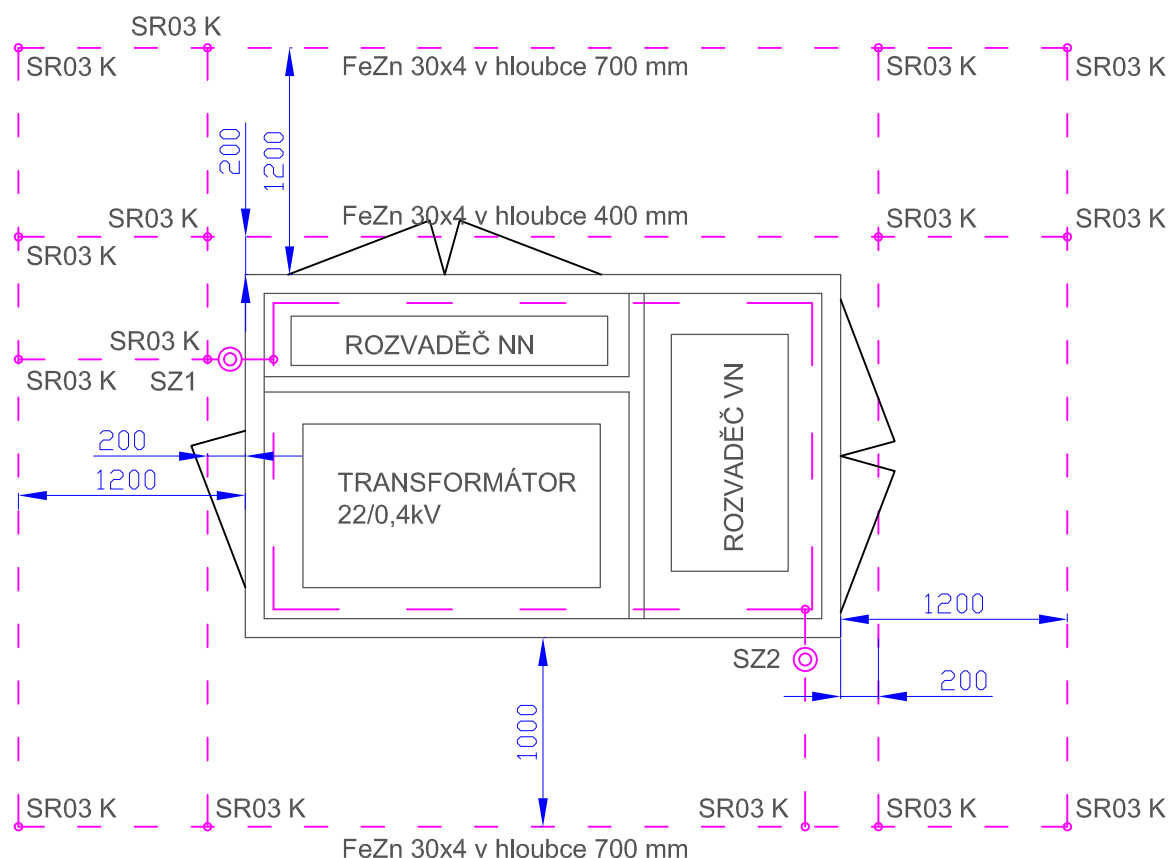 SR03 K
SR03 K
FeZn 30x4 v hloubce 700 mm
SR03 K
SR03 K
200
1200
SR03 K
FeZn 30x4 v hloubce 400 mm
SR03 K
SR03 K
SR03 K
SR03 K
ROZVADĚČ NN
SR03 K
SZ1
ROZVADĚČ VN
200
1200
TRANSFORMÁTOR
22/0,4kV
1200
SZ2
200
1000
SR03 K
SR03 K
SR03 K
SR03 K
SR03 K
FeZn 30x4 v hloubce 700 mm